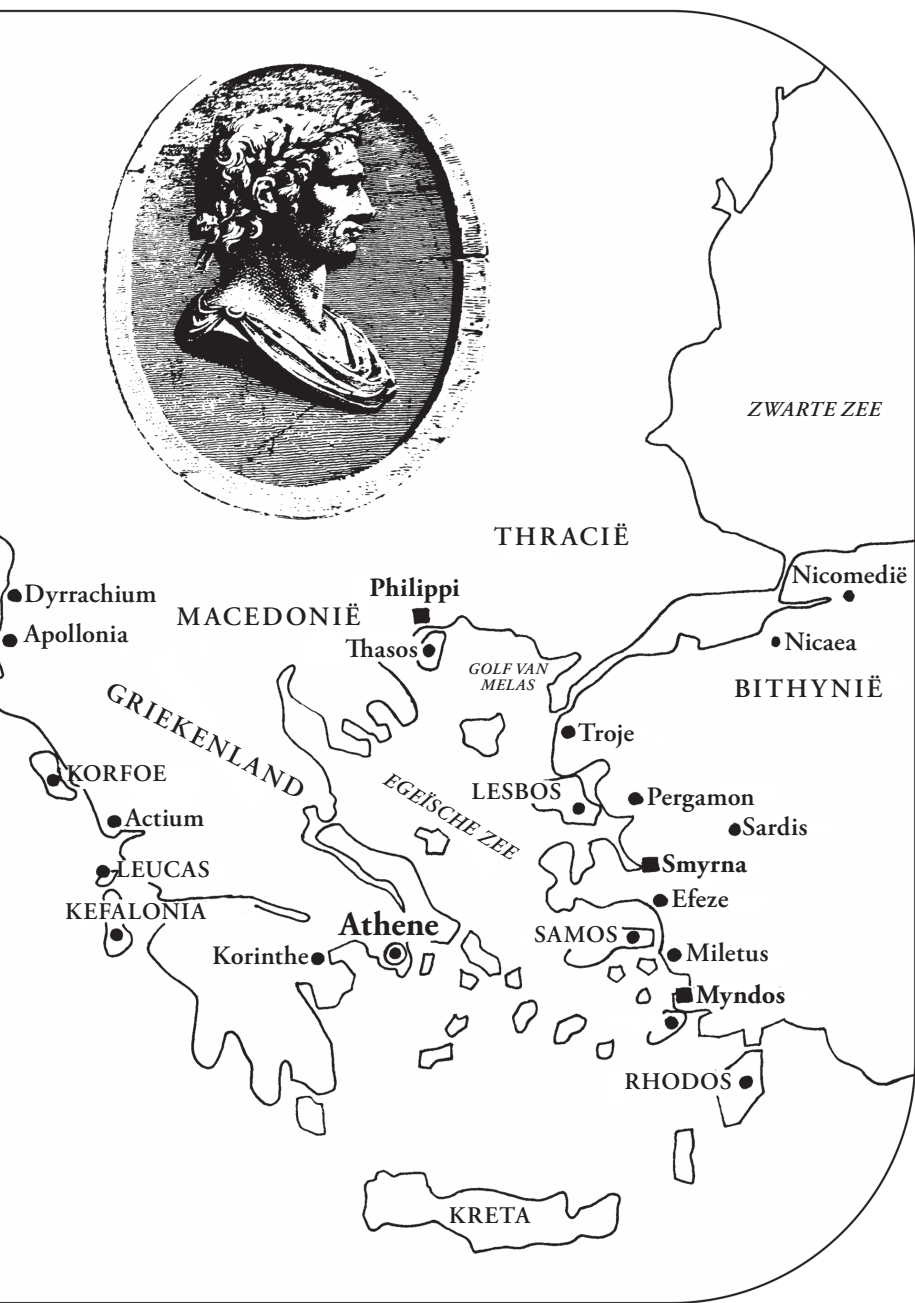 ZWARTE ZEE
THRACIË
Nicomedië
Philippi
Dyrrachium
MACEDONIË
Apollonia
Thasos
Nicaea
GOLF VAN
MELAS
BITHYNIË
GRIEKENLAND
Troje
KORFOE
EGEÏSCHE ZEE
LESBOS
Pergamon
Actium
Sardis
Smyrna
LEUCAS
Efeze
KEFALONIA
Athene
SAMOS
Korinthe
Miletus
Myndos
RHODOS
KRETA